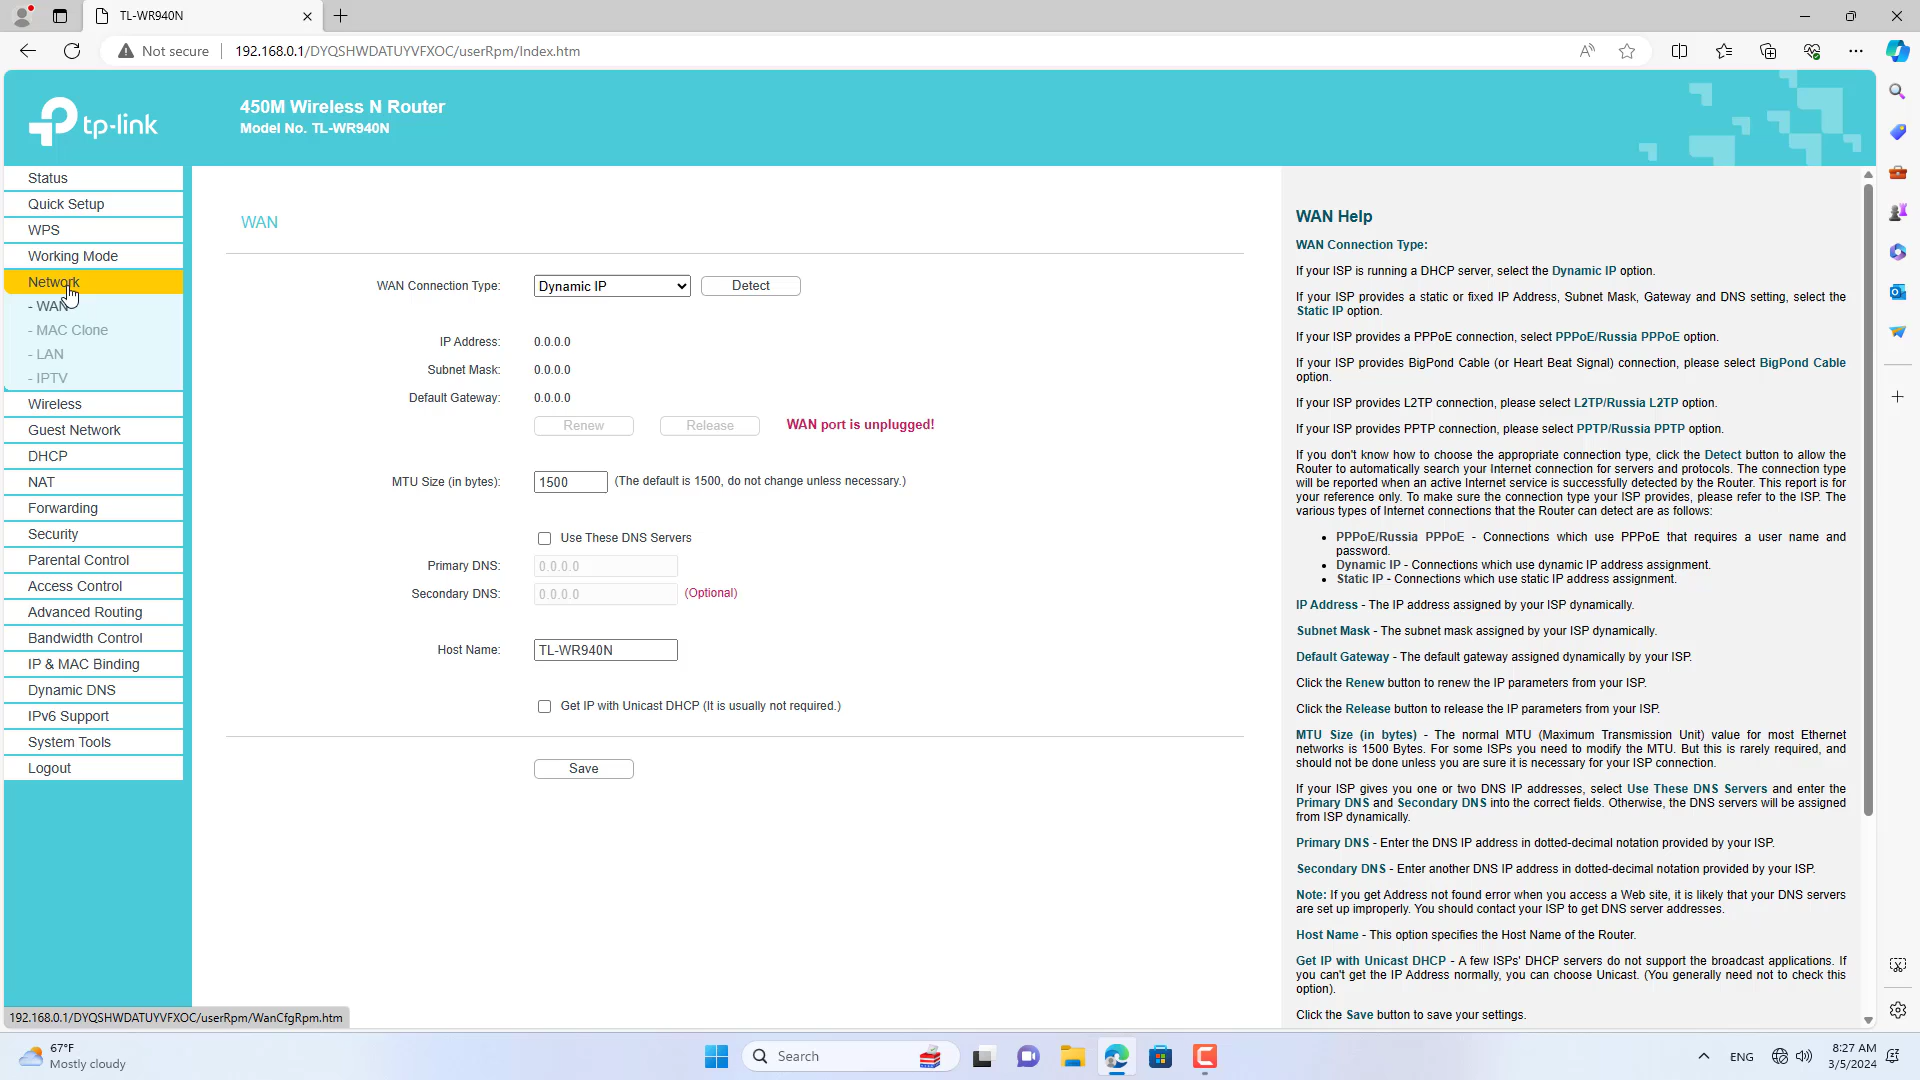 TL-WR940N
Not secure
192.168.0.1/DYQSHWDATUYVFXOC/userRpm/Index.htm
tp-link
450M Wireless N Router
Model No. TL-WR940N
Status
Quick Setup
WPS
Working Mode
Network
- WAN
- MAC Clone
- LAN
- IPTV
Wireless
Guest Network
DHCP
NAT
Forwarding
Security
Parental Control
Access Control
Advanced Routing
Bandwidth Control
IP & MAC Binding
Dynamic DNS
IPv6 Support
System Tools
Logout
WAN
WAN Connection Type: Dynamic IP Detect
IP Address: 0.0.0.0
Subnet Mask: 0.0.0.0
Default Gateway: 0.0.0.0
Renew Release WAN port is unplugged!
MTU Size (in bytes): 1500 (The default is 1500, do not change unless necessary.)
Use These DNS Servers
Primary DNS: 0.0.0.0
Secondary DNS: 0.0.0.0 (Optional)
Host Name: TL-WR940N
Get IP with Unicast DHCP (It is usually not required.)
Save
WAN Help
WAN Connection Type:
If your ISP is running a DHCP server, select the Dynamic IP option.
If your ISP provides a static or fixed IP Address, Subnet Mask, Gateway and DNS setting, select the
Static IP option.
If your ISP provides a PPPoE connection, select PPPoE/Russia PPPoE option.
If your ISP provides BigPond Cable (or Heart Beat Signal) connection, please select BigPond Cable
option.
If your ISP provides L2TP connection, please select L2TP/Russia L2TP option.
If your ISP provides PPTP connection, please select PPTP/Russia PPTP option.
If you don't know how to choose the appropriate connection type, click the Detect button to allow the
Router to automatically search your Internet connection for servers and protocols. The connection type
will be reported when an active Internet service is successfully detected by the Router. This report is for
your reference only. To make sure the connection type your ISP provides, please refer to the ISP. The
various types of Internet connections that the Router can detect are as follows:
• PPPoE/Russia PPPoE - Connections which use PPPoE that requires a user name and
password.
• Dynamic IP - Connections which use dynamic IP address assignment.
• Static IP - Connections which use static IP address assignment.
IP Address - The IP address assigned by your ISP dynamically.
Subnet Mask - The subnet mask assigned by your ISP dynamically.
Default Gateway - The default gateway assigned dynamically by your ISP.
Click the Renew button to renew the IP parameters from your ISP.
Click the Release button to release the IP parameters from your ISP.
MTU Size (in bytes) - The normal MTU (Maximum Transmission Unit) value for most Ethernet
networks is 1500 Bytes. For some ISPs you need to modify the MTU. But this is rarely required, and
should not be done unless you are sure it is necessary for your ISP connection.
If your ISP gives you one or two DNS IP addresses, select Use These DNS Servers and enter the
Primary DNS and Secondary DNS into the correct fields. Otherwise, the DNS servers will be assigned
from ISP dynamically.
Primary DNS - Enter the DNS IP address in dotted-decimal notation provided by your ISP.
Secondary DNS - Enter another DNS IP address in dotted-decimal notation provided by your ISP.
Note: If you get Address not found error when you access a Web site, it is likely that your DNS servers
are set up improperly. You should contact your ISP to get DNS server addresses.
Host Name - This option specifies the Host Name of the Router.
Get IP with Unicast DHCP - A few ISPs' DHCP servers do not support the broadcast applications. If
you can't get the IP Address normally, you can choose Unicast. (You generally need not to check this
option).
Click the Save button to save your settings.
192.168.0.1/DYQSHWDATUYVFXOC/userRpm/WanCfgRpm.htm
67°F
Mostly cloudy
Search
ENG
8:27 AM
3/5/2024